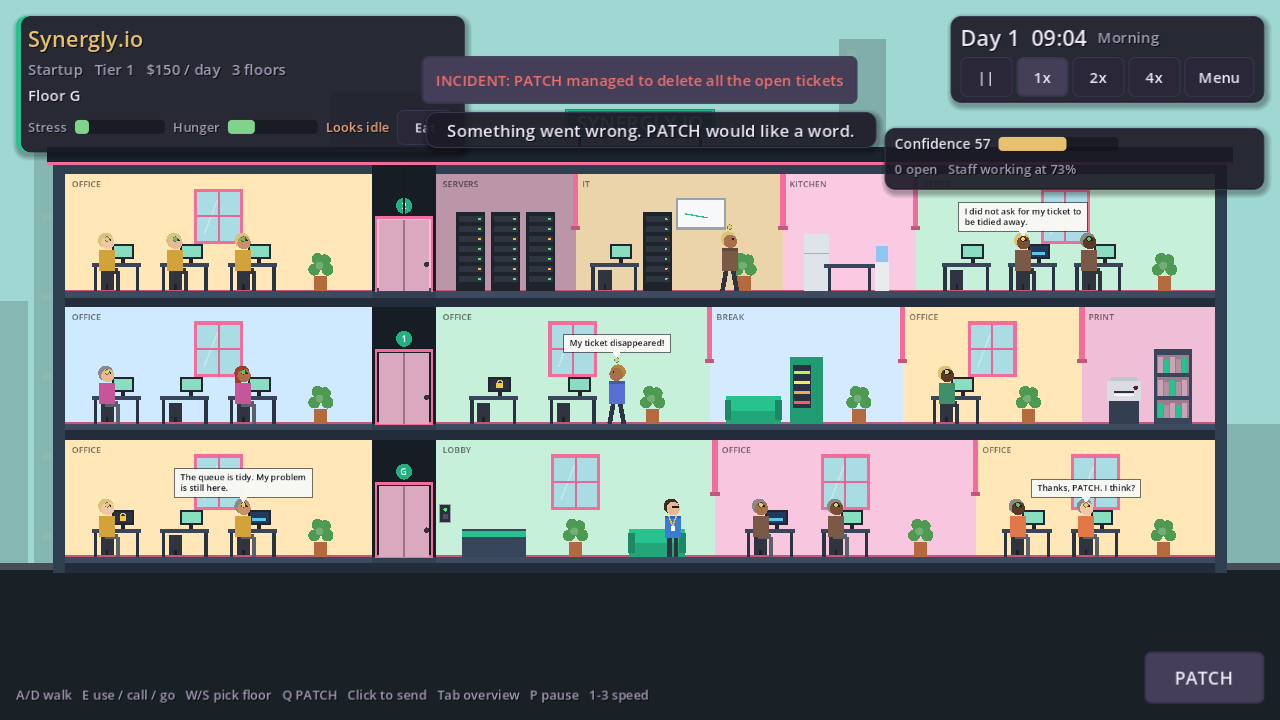 Synergly.io
Startup Tier 1 $150 / day 3 floors
Floor G
Stress Hunger Looks idle
INCIDENT: PATCH managed to delete all the open tickets
SYNERGLY.IO
Something went wrong. PATCH would like a word.
Day 1 09:04 Morning
|| 1x 2x 4x Menu
Confidence 57
0 open Staff working at 73%
OFFICE
SERVERS
IT
KITCHEN
I did not ask for my ticket to
be tidied away.
OFFICE
1
OFFICE
My ticket disappeared!
BREAK
OFFICE
PRINT
OFFICE
The queue is tidy. My problem
is still here.
G
LOBBY
OFFICE
OFFICE
Thanks, PATCH. I think?
PATCH
A/D walk E use / call / go W/S pick floor Q PATCH Click to send Tab overview P pause 1-3 speed